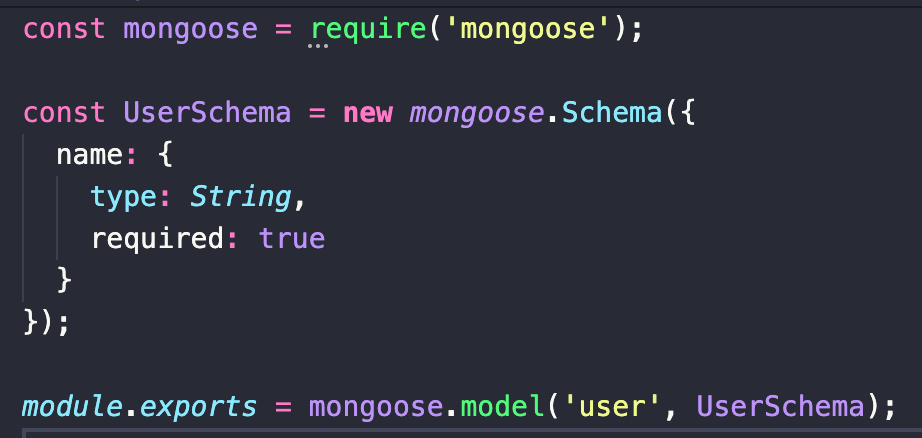 const mongoose = require('mongoose');
const UserSchema = new mongoose.Schema({
  name: {
    type: String,
    required: true
  }
});
module.exports = mongoose.model('user', UserSchema);